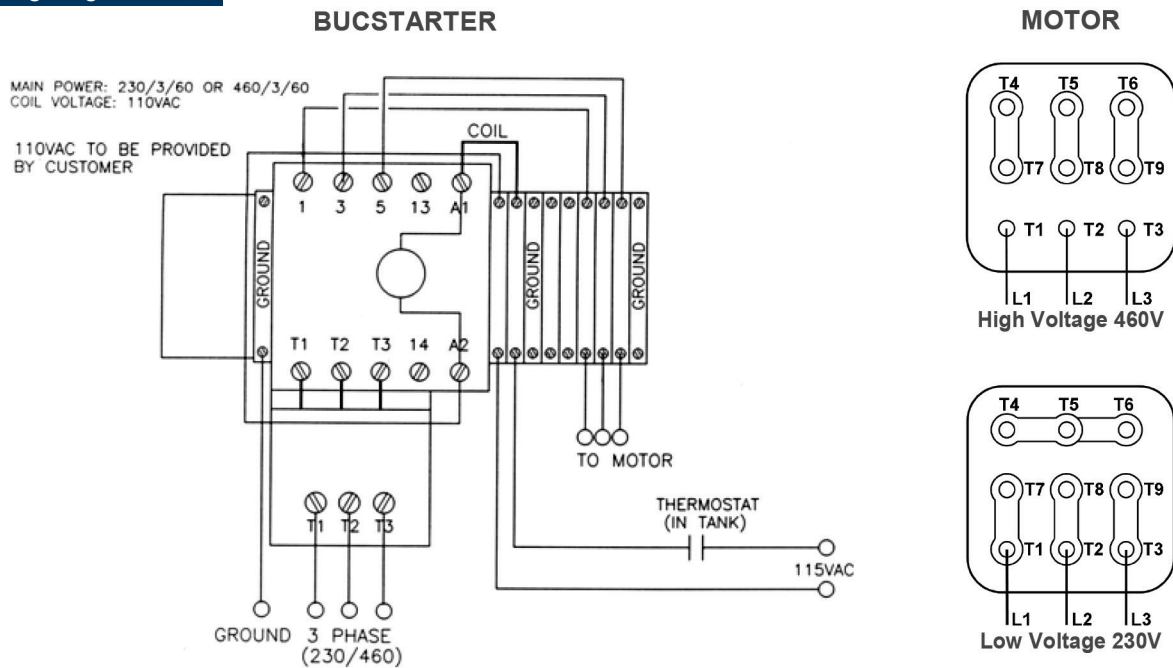 BUCSTARTER
MOTOR
MAIN POWER: 230/3/60 OR 460/3/60
COIL VOLTAGE: 110VAC
110VAC TO BE PROVIDED
BY CUSTOMER
COIL
1 3 5 13 A1
GROUND
GROUND
GROUND
T1 T2 T3 14 A2
TO MOTOR
THERMOSTAT
(IN TANK)
115VAC
T1 T2 T3
GROUND 3 PHASE
(230/460)
T4 T5 T6
T7 T8 T9
T1 T2 T3
L1 L2 L3
High Voltage 460V
T4 T5 T6
T7 T8 T9
T1 T2 T3
L1 L2 L3
Low Voltage 230V